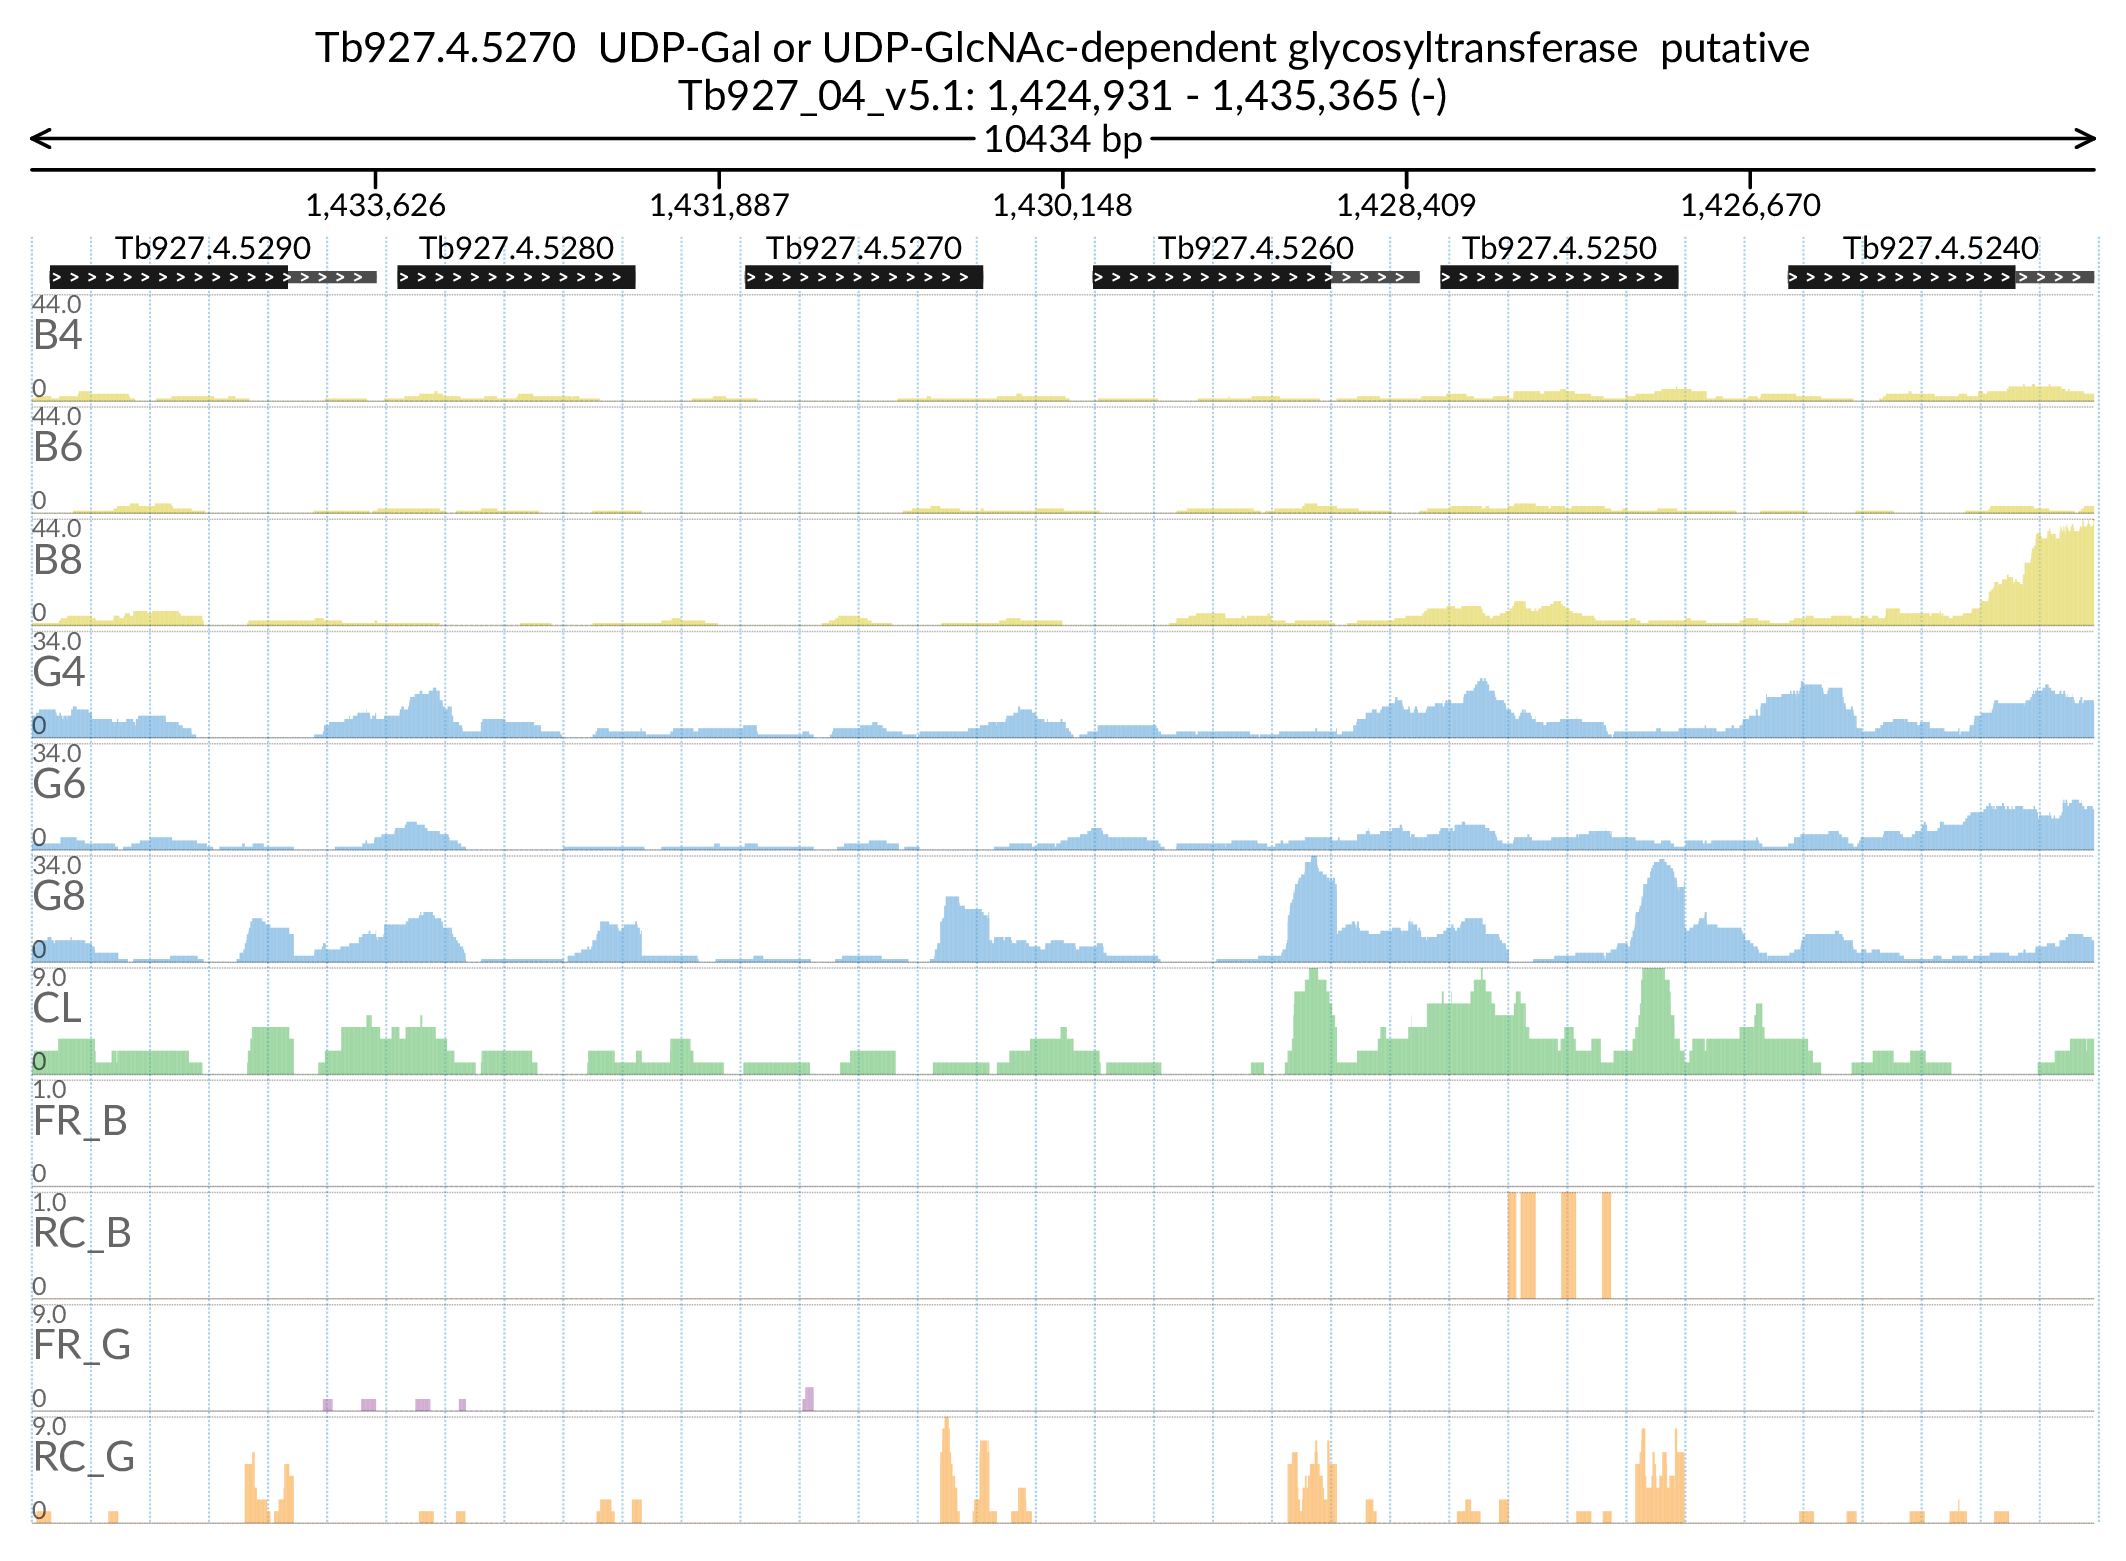 Tb927.4.5270  UDP-Gal or UDP-GlcNAc-dependent glycosyltransferase  putative
Tb927_04_v5.1: 1,424,931 - 1,435,365 (-)
10434 bp
1,433,626 1,431,887 1,430,148 1,428,409 1,426,670
Tb927.4.5290 Tb927.4.5280 Tb927.4.5270 Tb927.4.5260 Tb927.4.5250 Tb927.4.5240
44.0
B4
0
44.0
B6
0
44.0
B8
0
34.0
G4
0
34.0
G6
0
34.0
G8
0
9.0
CL
0
1.0
FR_B
0
1.0
RC_B
0
9.0
FR_G
0
9.0
RC_G
0